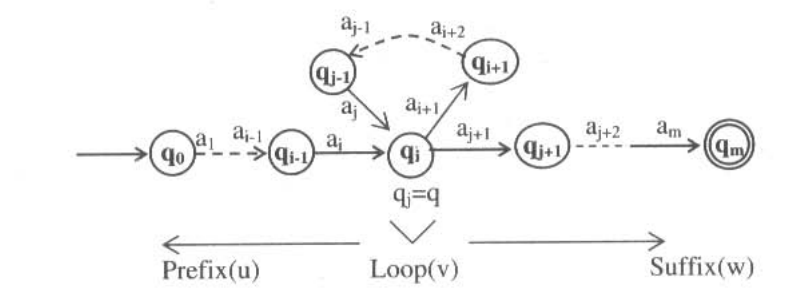 a_{j-1} a_{i+2}
q_{j-1} q_{i+1}
a_j a_{i+1}
a_1 a_{i-1} a_i a_{j+1} a_{j+2} a_m
q_0 q_{i-1} q_i q_{j+1} q_m
q_j=q
Prefix(u) Loop(v) Suffix(w)